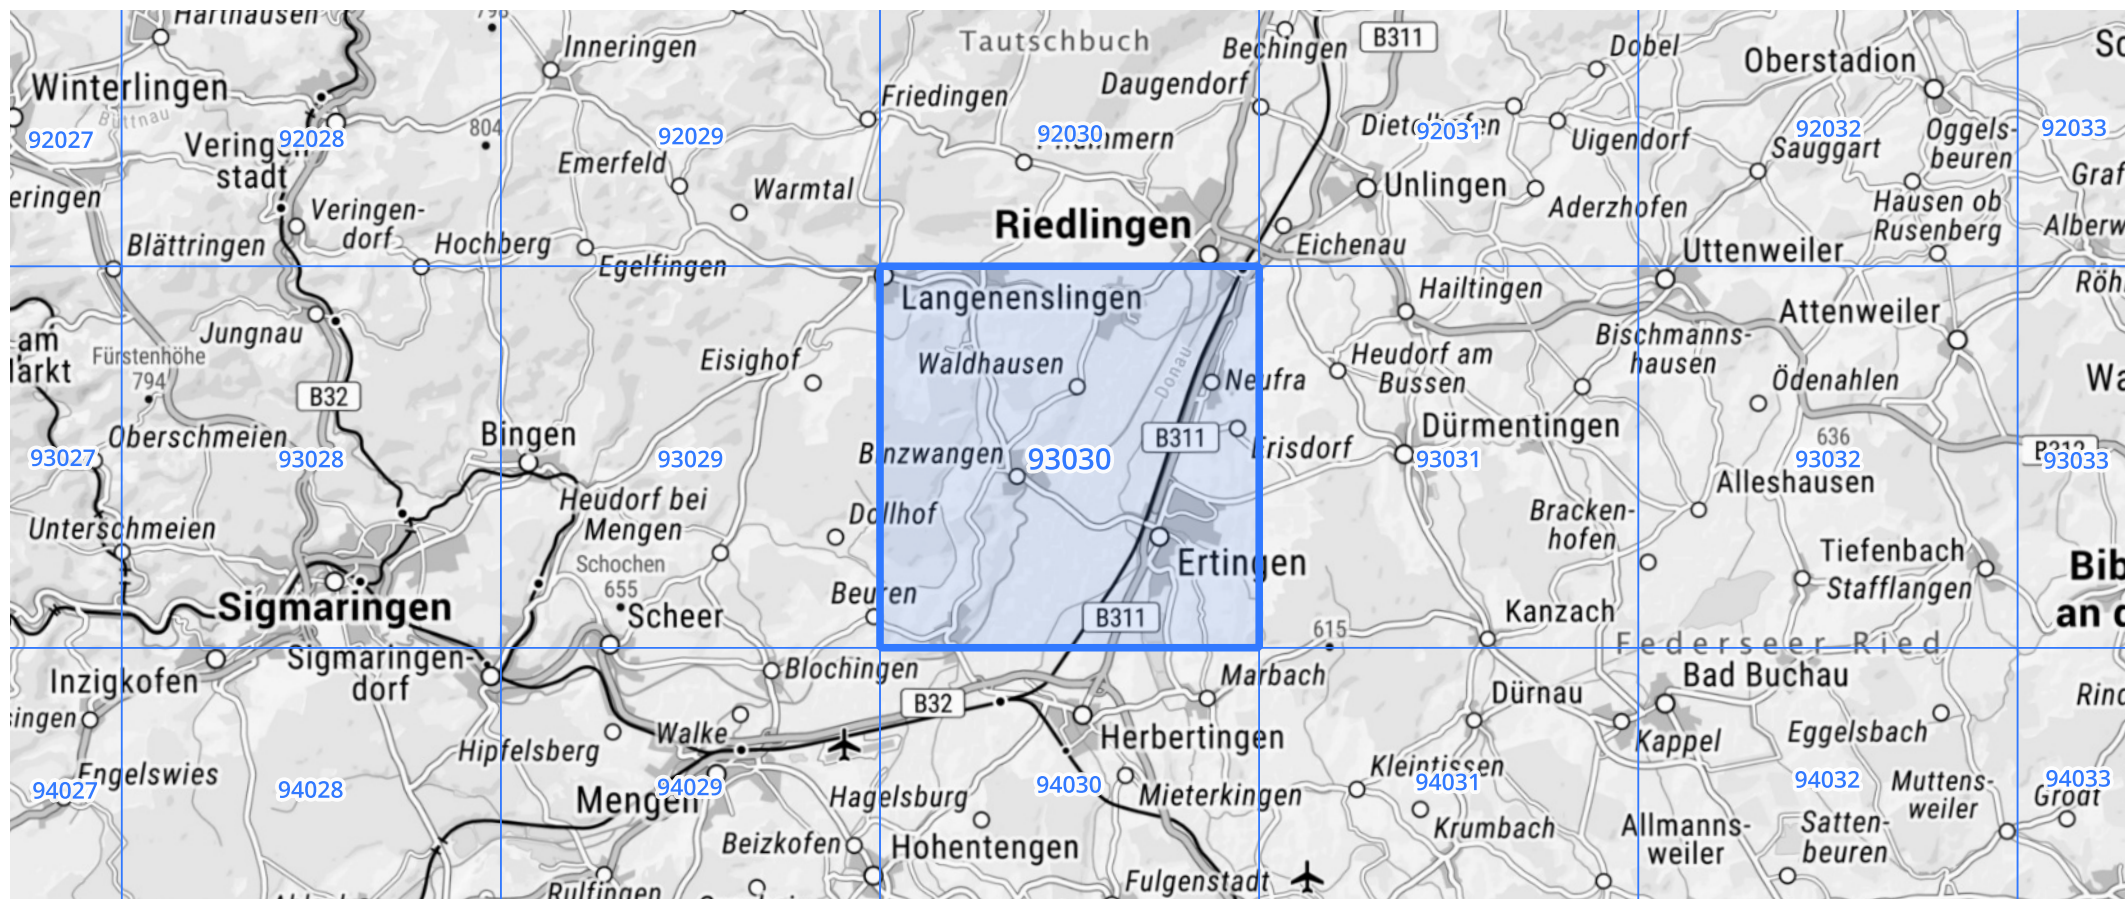 Harthausen
Inneringen
Tautschbuch
Bechingen
B311
Dobel
Oberstadion
Winterlingen
Büttnau
Daugendorf
Friedingen
804
92027
Veringen-
stadt
92028
92029
92030
92031
Uigendorf
92032
Sauggart
Oggels-
beuren
92033
Emerfeld
Warmtal
Unlingen
Veringen-
dorf
Hochberg
Riedlingen
Aderzhofen
Hausen ob
Rusenberg
Blättringen
Egelfingen
Eichenau
Uttenweiler
Langenenslingen
Hailtingen
Attenweiler
Jungnau
Fürstenhöhe
794
Eisighof
Waldhausen
Donau
Neufra
Heudorf am
Bussen
Bischmanns-
hausen
Ödenahlen
B32
Oberschmeien
Bingen
B311
Erisdorf
Dürmentingen
636
B312
93027
93028
93029
Binzwangen
93030
93031
93032
93033
Unterschmeien
Heudorf bei
Mengen
Dollhof
Bracken-
hofen
Alleshausen
Schochen
655
Ertingen
Tiefenbach
Stafflangen
Sigmaringen
Scheer
Beuren
B311
615
Kanzach
Federseer Ried
Inzigkofen
Sigmaringen-
dorf
Blochingen
B32
Marbach
Dürnau
Bad Buchau
Hipfelsberg
Walke
Herbertingen
Kappel
Eggelsbach
Engelswies
94027
94028
Mengen
94029
Hagelsburg
94030
Mieterkingen
Kleintissen
94031
94032
Muttens-
weiler
94033
Grodt
Beizkofen
Hohentengen
Krumbach
Allmanns-
weiler
Satten-
beuren
Rulfingen
Fulgenstadt